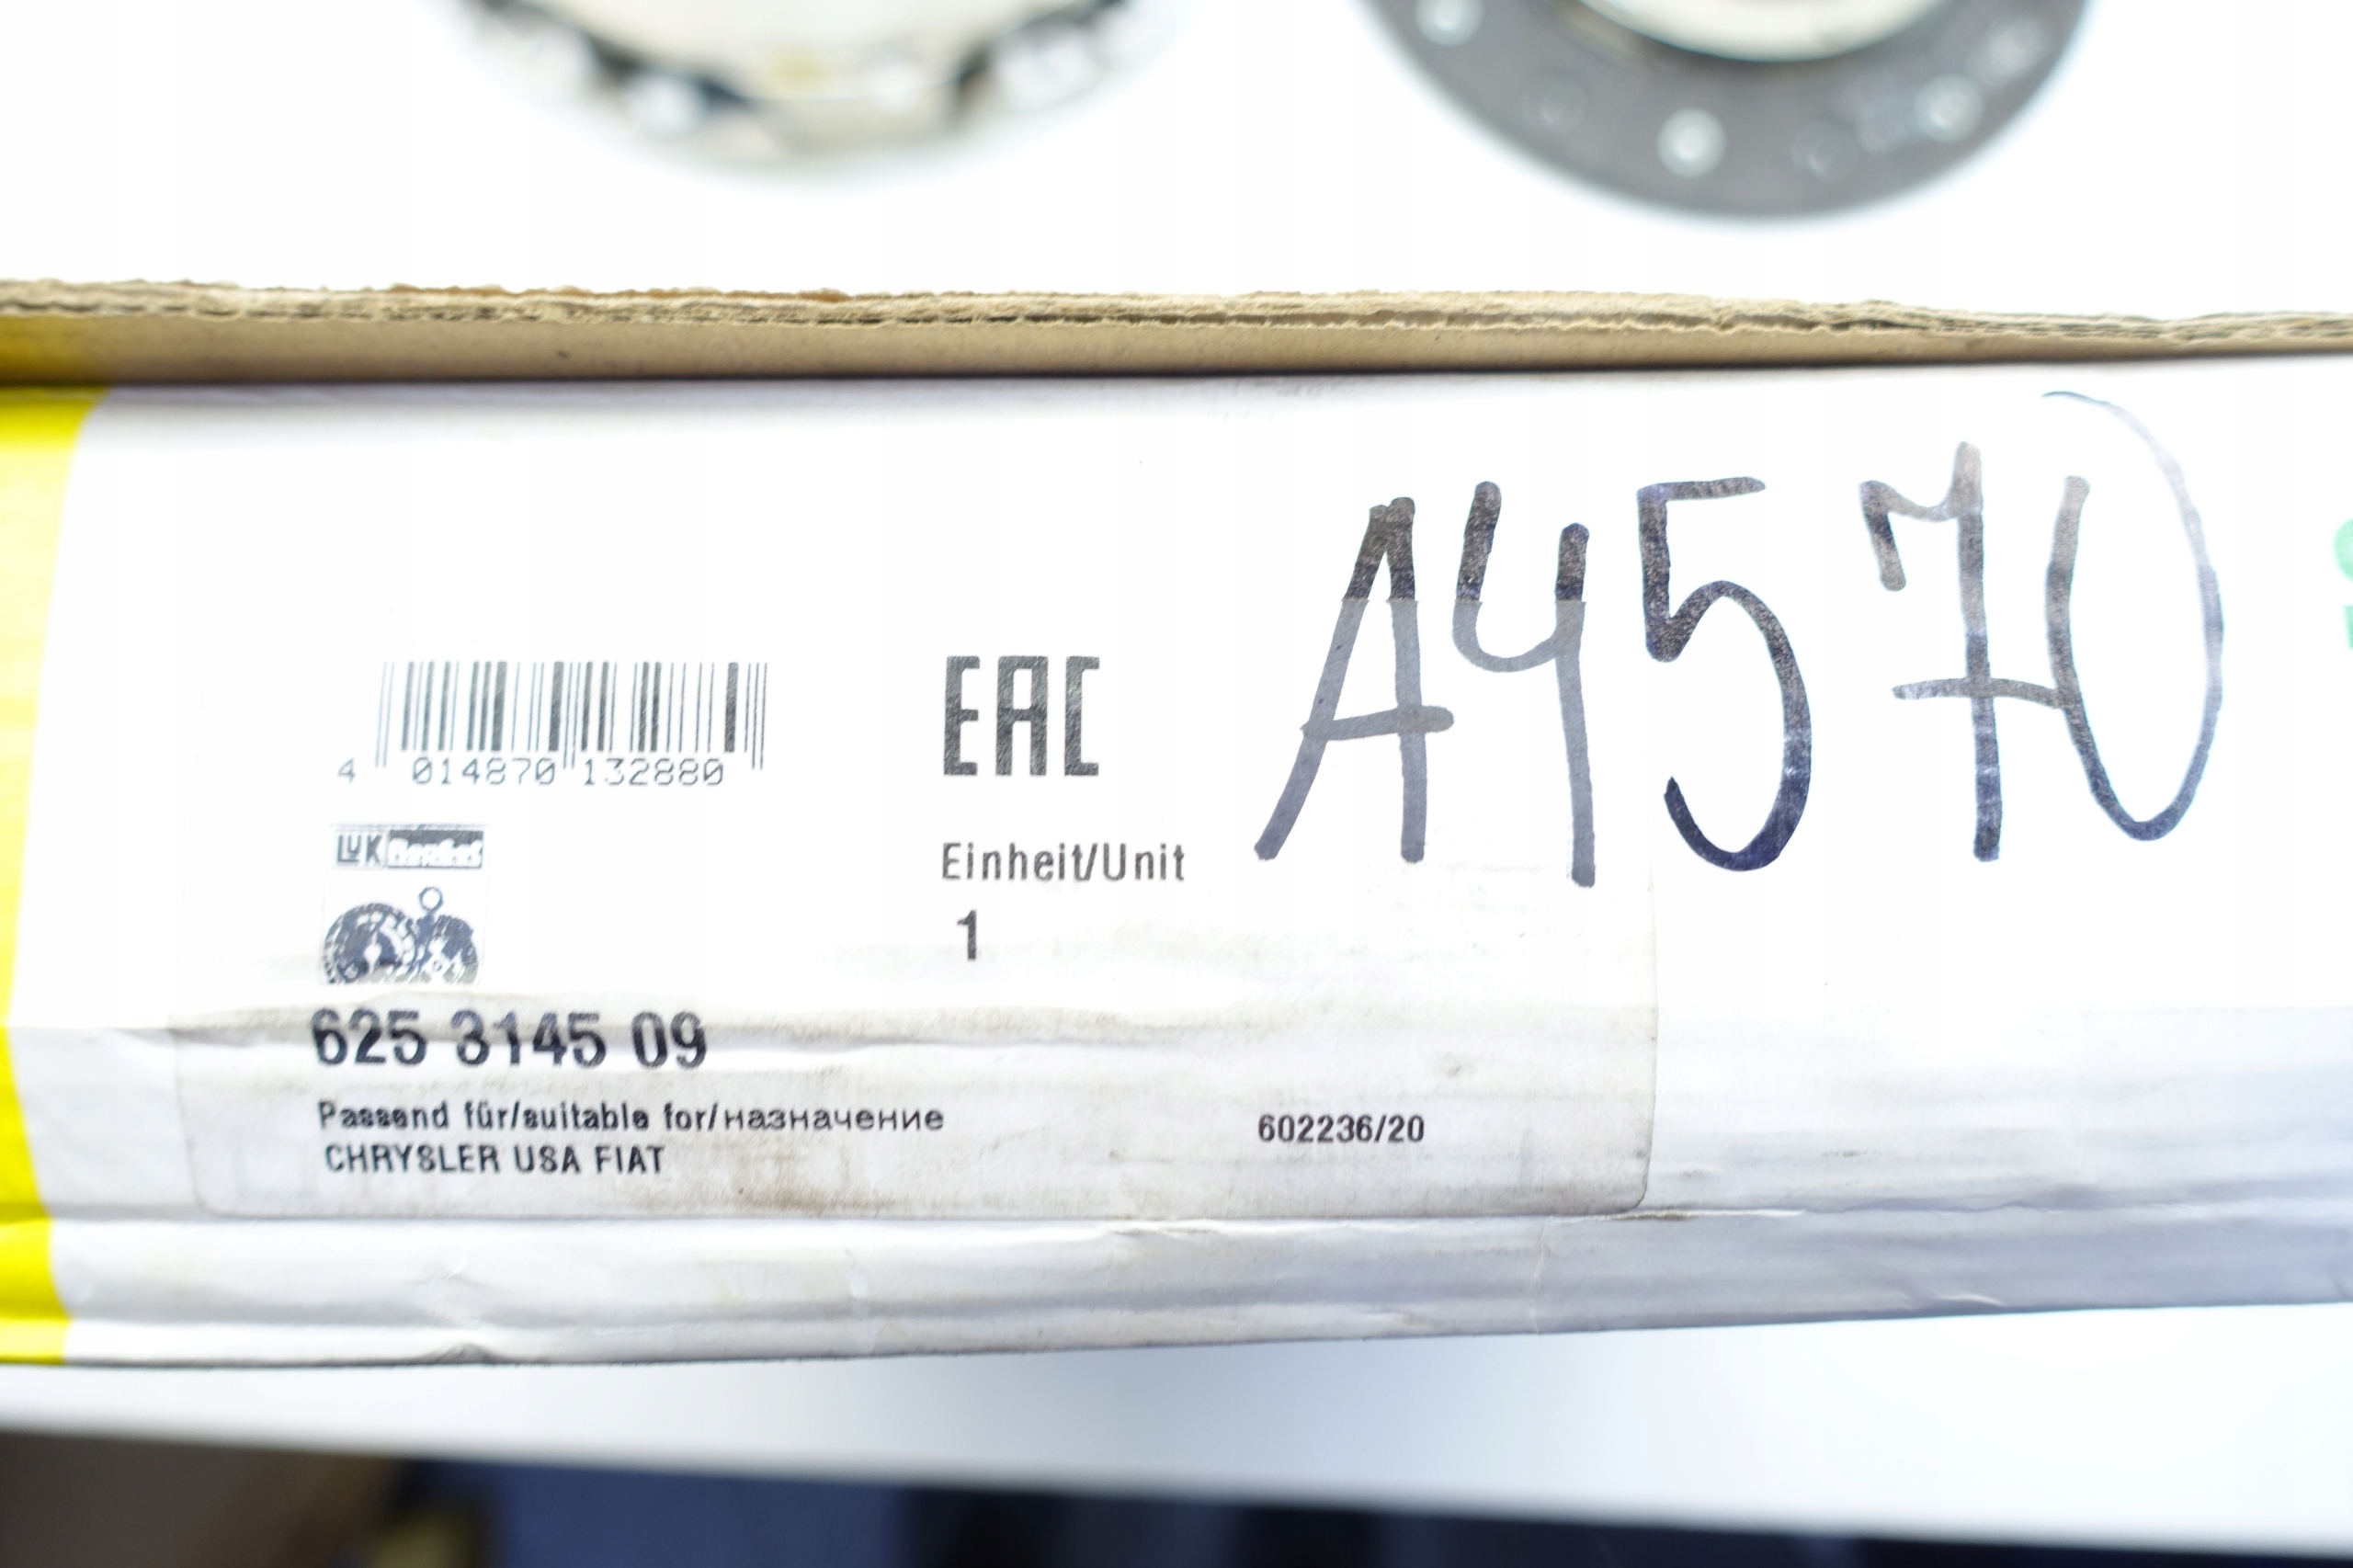 A4570
4 014870 132880
EAC
LUK RepSet
Einheit/Unit
1
625 3145 09
Passend für/suitable for/назначение
CHRYSLER USA FIAT
602236/20